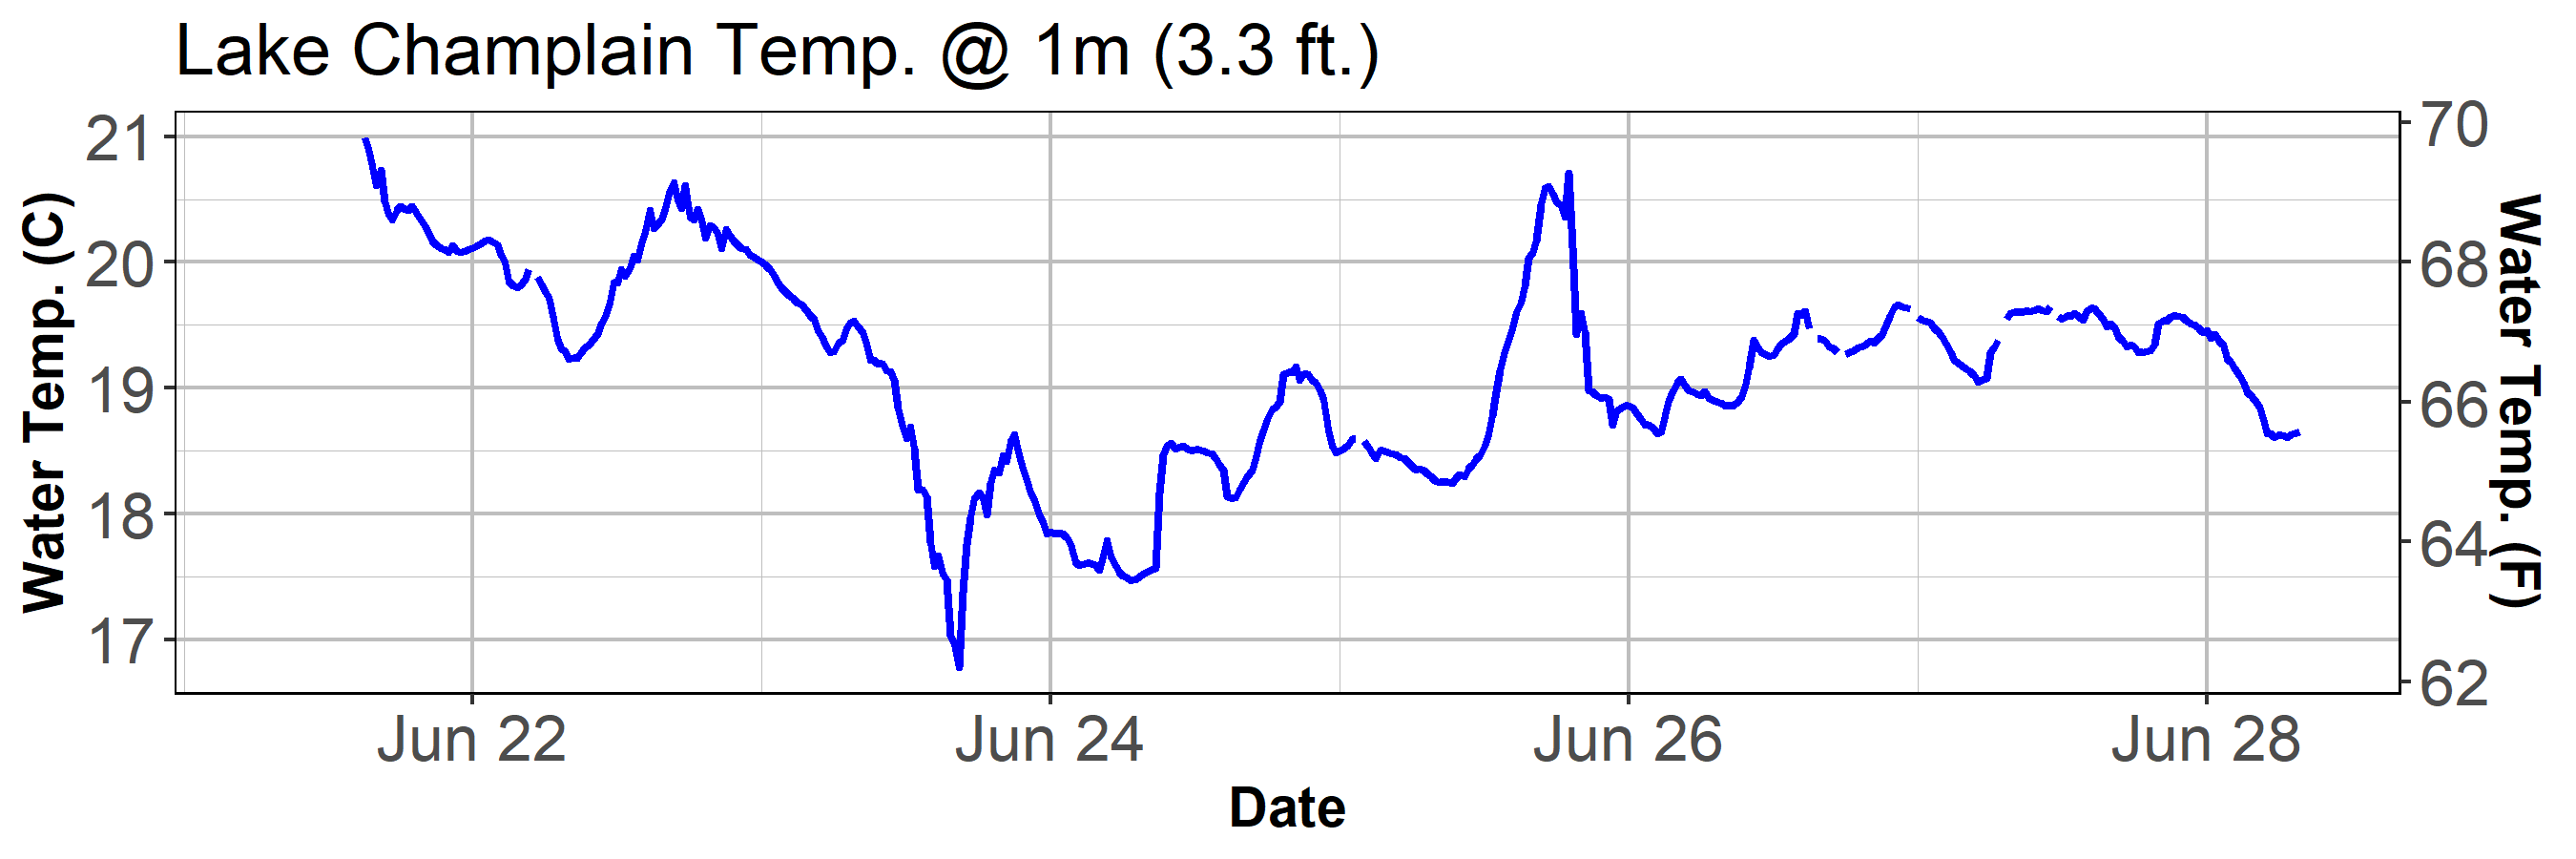 Lake Champlain Temp. @ 1m (3.3 ft.)
Water Temp. (C)
21
20
19
18
17
70
68
66
64
62
Water Temp. (F)
Jun 22
Jun 24
Jun 26
Jun 28
Date